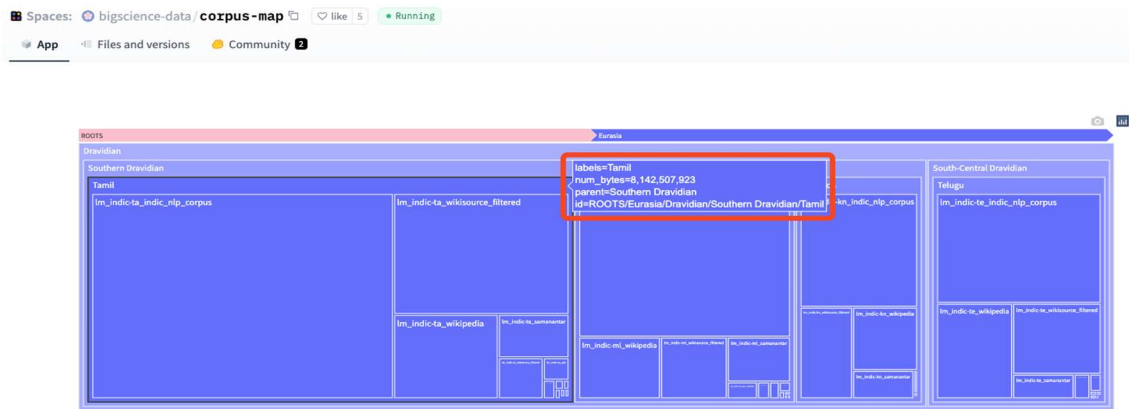 Spaces: bigscience-data/corpus-map like 5 Running
App Files and versions Community 2
ROOTS Eurasia
Dravidian
Southern Dravidian South-Central Dravidian
Tamil Telugu
labels=Tamil
num_bytes=8,142,507,923
parent=Southern Dravidian
id=ROOTS/Eurasia/Dravidian/Southern Dravidian/Tamil
lm_indic-ta_indic_nlp_corpus lm_indic-ta_wikisource_filtered kn_indic_nlp_corpus lm_indic-te_indic_nlp_corpus
lm_indic-ta_wikipedia lm_indic-ta_samanantar
lm_indic-ml_wikipedia lm_indic-ml_wikisource_filtered lm_indic-ml_samanantar
lm_indic-kn_wikisource_filtered lm_indic-kn_wikipedia
lm_indic-kn_samanantar
lm_indic-te_wikipedia lm_indic-te_wikisource_filtered
lm_indic-te_samanantar